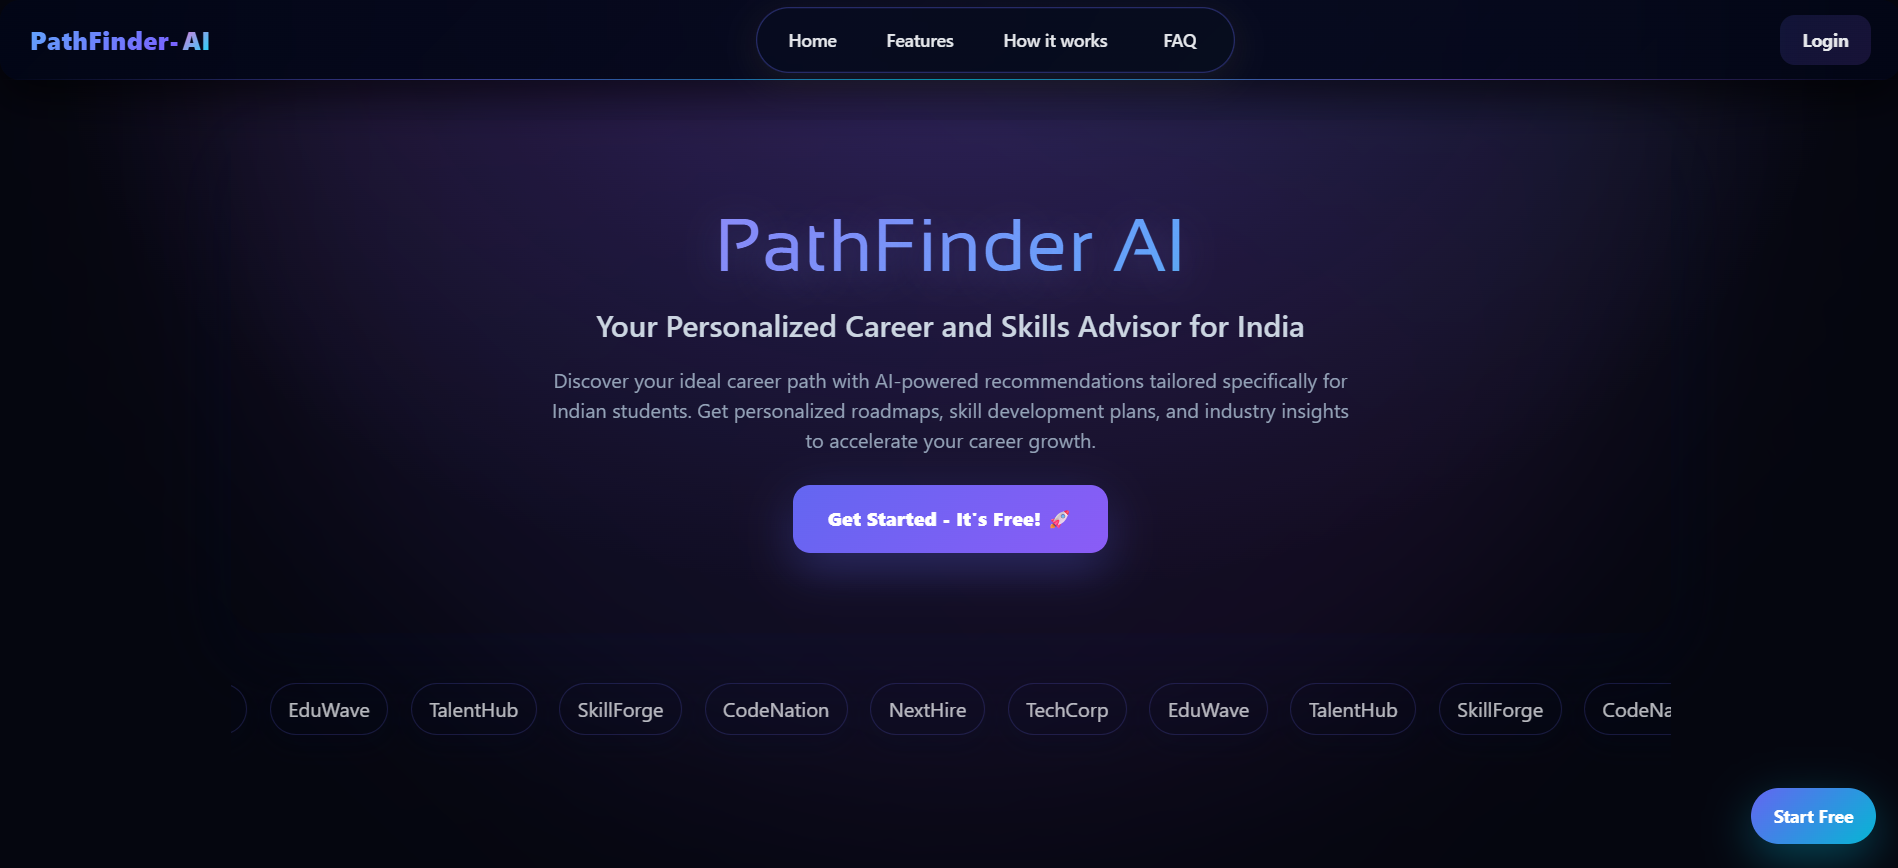 PathFinder- AI
Home Features How it works FAQ
Login
PathFinder AI
Your Personalized Career and Skills Advisor for India
Discover your ideal career path with AI-powered recommendations tailored specifically for
Indian students. Get personalized roadmaps, skill development plans, and industry insights
to accelerate your career growth.
Get Started - It's Free! 🚀
EduWave TalentHub SkillForge CodeNation NextHire TechCorp EduWave TalentHub SkillForge CodeNa
Start Free